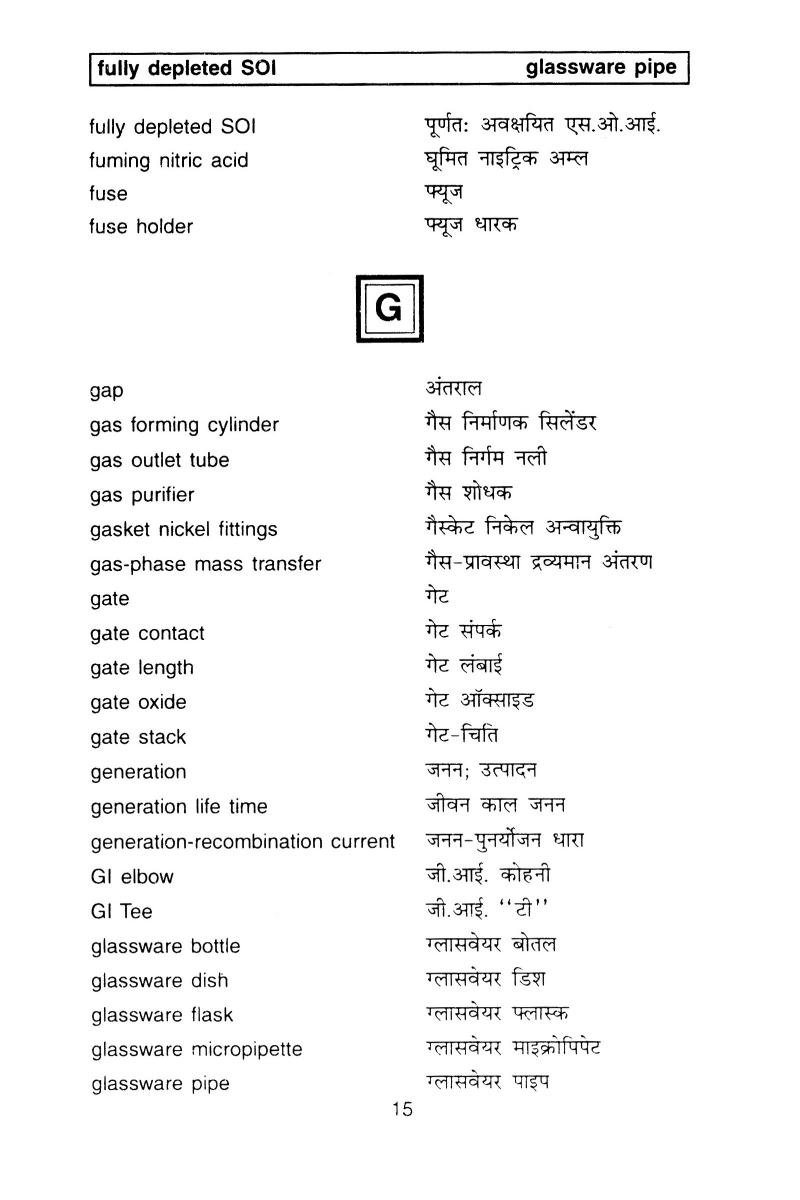 fully depleted SOI glassware pipe
fully depleted SOI पूर्णत: अवक्षयित एस.ओ.आई.
fuming nitric acid घूमित नाइट्रिक अम्ल
fuse फ्यूज
fuse holder फ्यूज धारक
G
gap अंतराल
gas forming cylinder गैस निर्माणक सिलेंडर
gas outlet tube गैस निर्गम नली
gas purifier गैस शोधक
gasket nickel fittings गैस्केट निकेल अन्वायुक्ति
gas-phase mass transfer गैस-प्रावस्था द्रव्यमान अंतरण
gate गेट
gate contact गेट संपर्क
gate length गेट लंबाई
gate oxide गेट ऑक्साइड
gate stack गेट-चिति
generation जनन; उत्पादन
generation life time जीवन काल जनन
generation-recombination current जनन-पुनर्योजन धारा
GI elbow जी.आई. कोहनी
GI Tee जी.आई. ‘‘टी’’
glassware bottle ग्लासवेयर बोतल
glassware dish ग्लासवेयर डिश
glassware flask ग्लासवेयर फ्लास्क
glassware micropipette ग्लासवेयर माइक्रोपिपेट
glassware pipe ग्लासवेयर पाइप
15